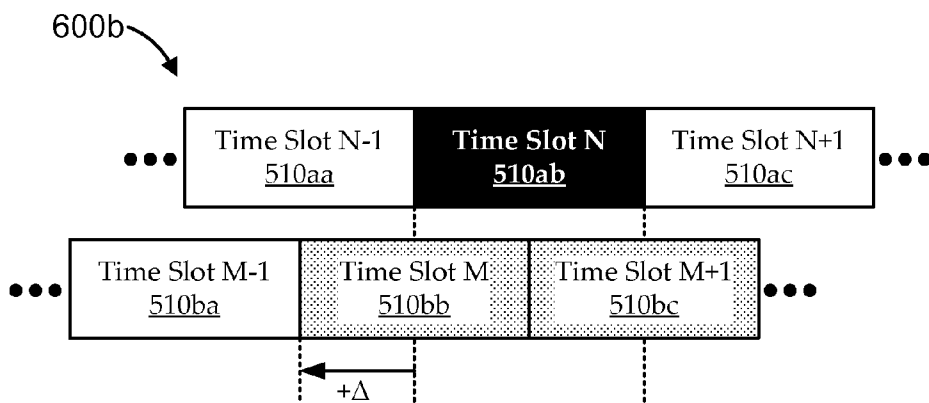 600b
Time Slot N-1
510aa
Time Slot N
510ab
Time Slot N+1
510ac
Time Slot M-1
510ba
Time Slot M
510bb
Time Slot M+1
510bc
+Δ